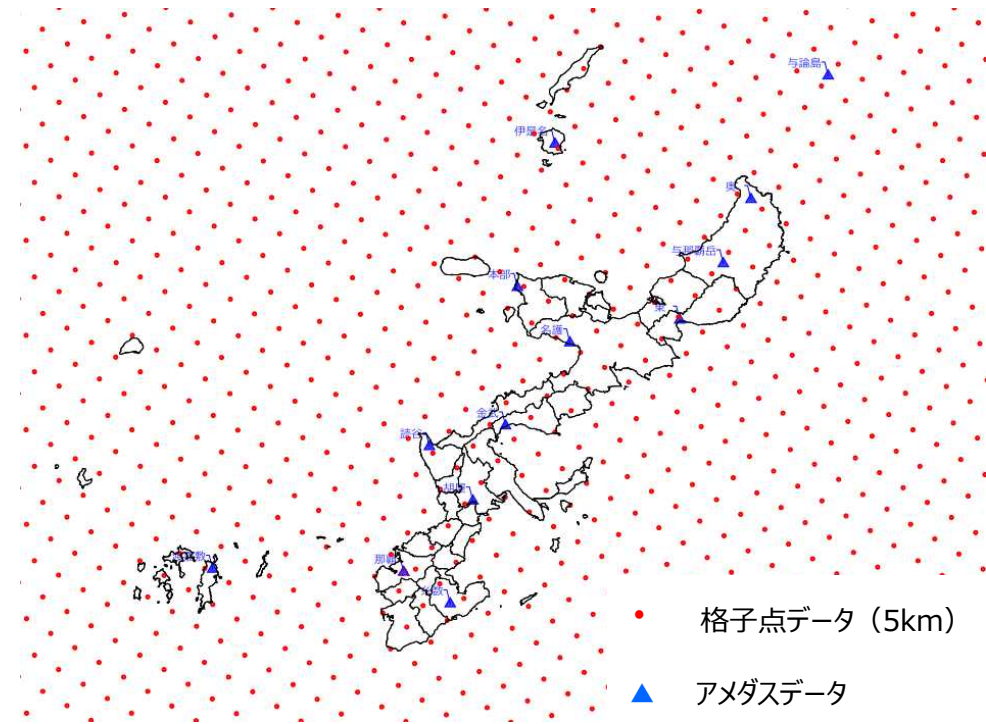 与論島
伊是名
奥
与那覇岳
本部
東
名護
金武
読谷
胡屋
那覇
糸数
格子点データ（5km）
アメダスデータ